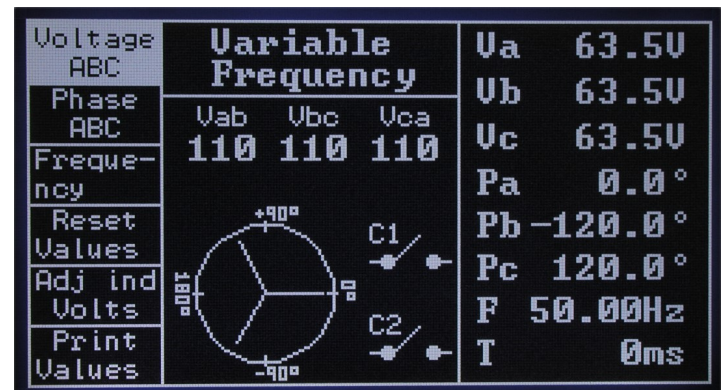 Voltage
ABC
Phase
ABC
Freque-
ncy
Reset
Values
Adj ind
Volts
Print
Values
Variable
Frequency
Vab Vbc Vca
110 110 110
+90°
180°
0°
-90°
C1
C2
Va 63.5V
Vb 63.5V
Vc 63.5V
Pa 0.0°
Pb -120.0°
Pc 120.0°
F 50.00Hz
T 0ms